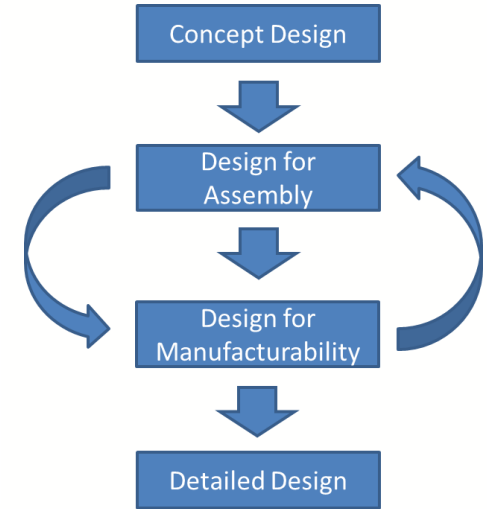 Concept Design
Design for
Assembly
Design for
Manufacturability
Detailed Design